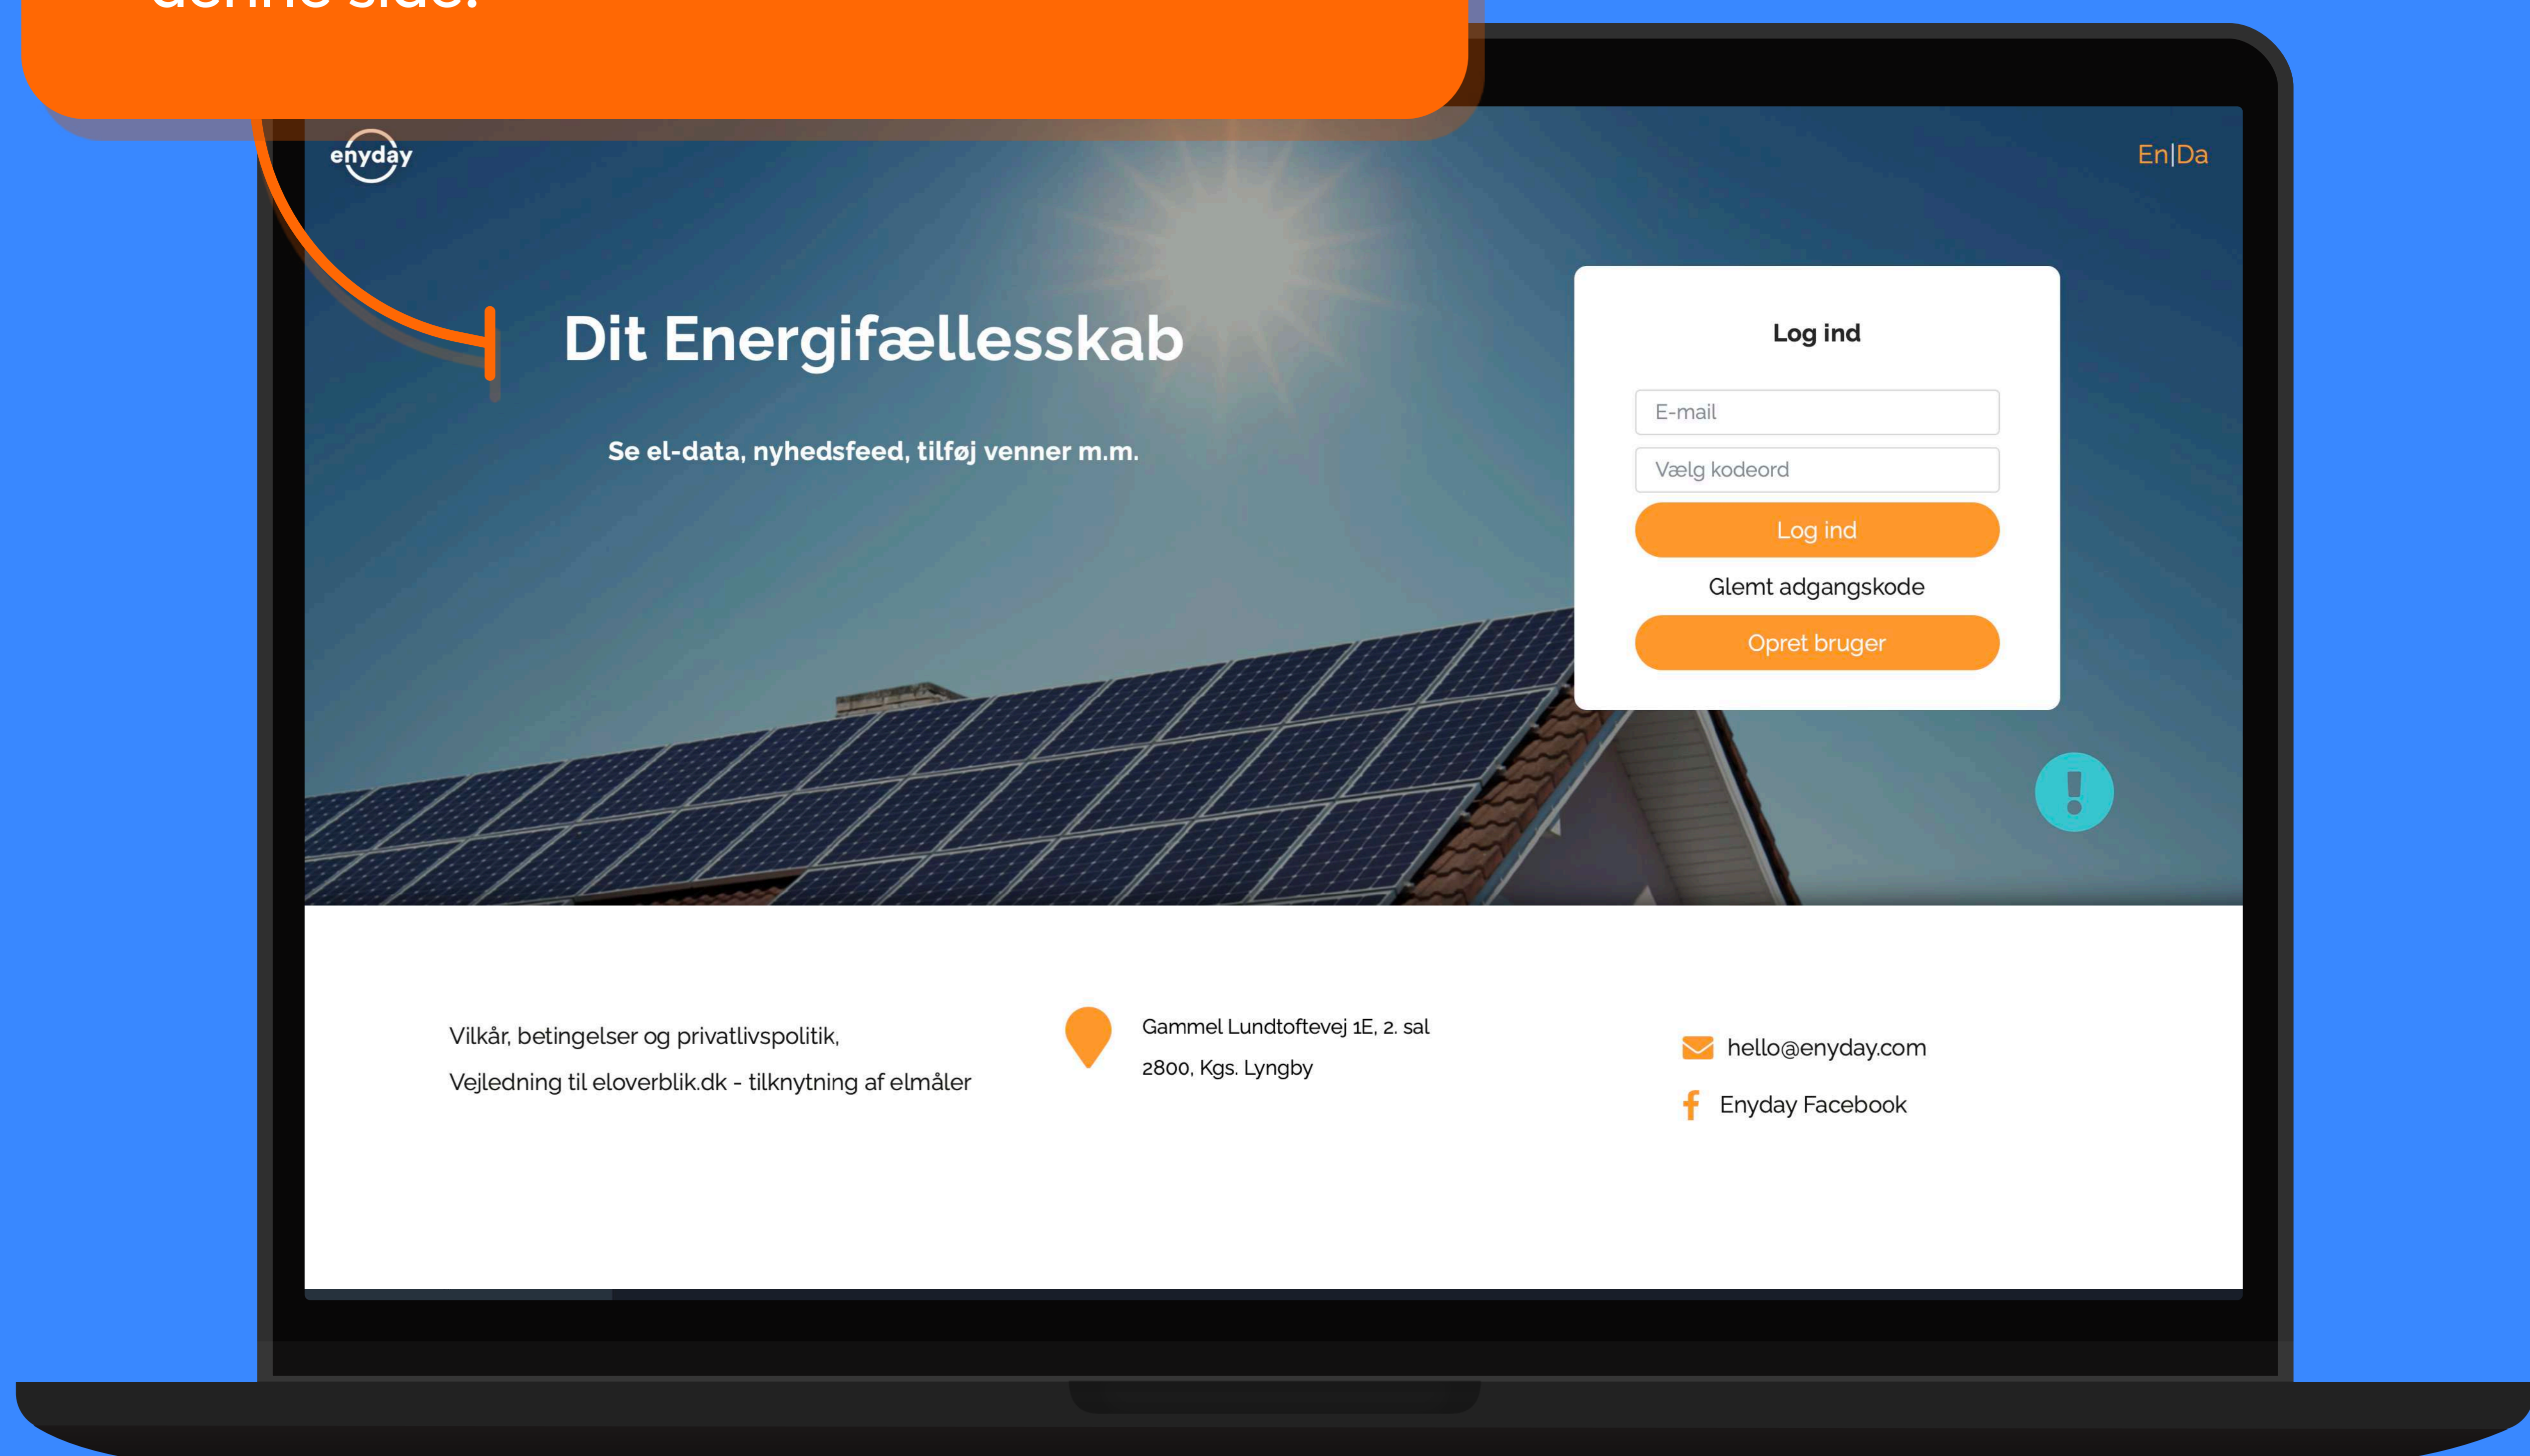 denne side.
enyday
En|Da
Dit Energifællesskab
Se el-data, nyhedsfeed, tilføj venner m.m.
Log ind
E-mail
Vælg kodeord
Log ind
Glemt adgangskode
Opret bruger
Vilkår, betingelser og privatlivspolitik,
Vejledning til eloverblik.dk - tilknytning af elmåler
Gammel Lundtoftevej 1E, 2. sal
2800, Kgs. Lyngby
hello@enyday.com
Enyday Facebook